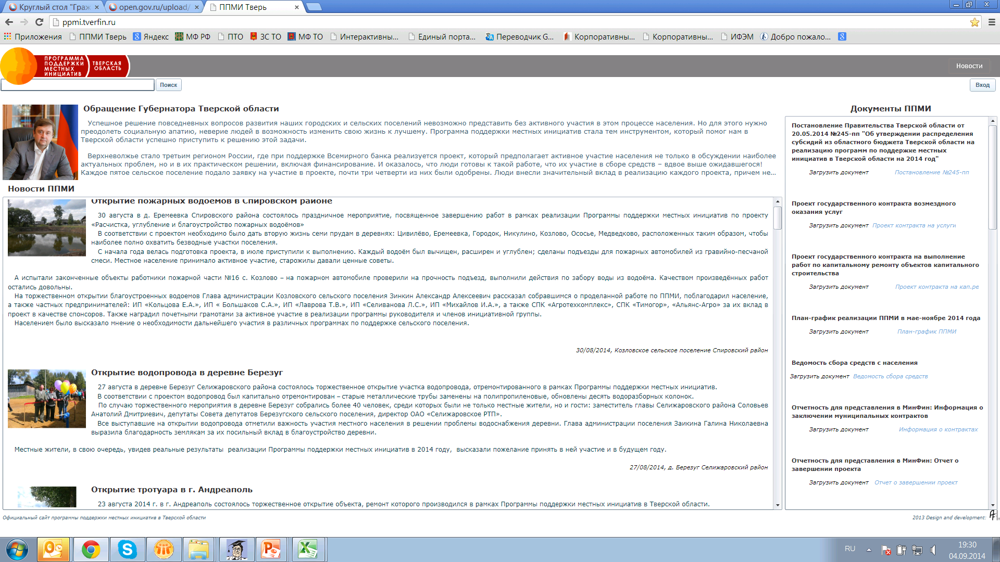 Круглый стол "Граж
open.gov.ru/upload/
ППМИ Тверь
ppmi.tverfin.ru
Приложения
ППМИ Тверь
Яндекс
МФ РФ
ПТО
ЗС ТО
МФ ТО
Интерактивны...
Единый порта...
Переводчик G...
Корпоративны...
Корпоративны...
ИФЭМ
Добро пожало...
ПРОГРАММА
ПОДДЕРЖКИ
МЕСТНЫХ
ИНИЦИАТИВ
ТВЕРСКАЯ
ОБЛАСТЬ
Новости
Поиск
Вход
Обращение Губернатора Тверской области
Успешное решение повседневных вопросов развития наших городских и сельских поселений невозможно представить без активного участия в этом процессе населения. Но для этого нужно
преодолеть социальную апатию, неверие людей в возможность изменить свою жизнь к лучшему. Программа поддержки местных инициатив стала тем инструментом, который помог нам в
Тверской области успешно приступить к решению этой задачи.
Верхневолжье стало третьим регионом России, где при поддержке Всемирного банка реализуется проект, который предполагает активное участие населения не только в обсуждении наиболее
актуальных проблем, но и в их практическом решении, включая финансирование. И оказалось, что люди готовы к такой работе, что их участие в сборе средств – вдвое выше ожидавшегося!
Каждое пятое сельское поселение подало заявку на участие в проекте, почти три четверти из них были одобрены. Люди внесли значительный вклад в реализацию каждого проекта, причем не...
Новости ППМИ
Открытие пожарных водоемов в Спировском районе
30 августа в д. Еремеевка Спировского района состоялось праздничное мероприятие, посвященное завершению работ в рамках реализации Программы поддержки местных инициатив по проекту
«Расчистка, углубление и благоустройство пожарных водоёмов»
В соответствии с проектом необходимо было дать вторую жизнь семи прудам в деревнях: Цивилёво, Еремеевка, Городок, Никулино, Козлово, Ососье, Медведково, расположенных таким образом, чтобы
наиболее полно охватить безводные участки поселения.
С начала года велась подготовка проекта, в июле приступили к выполнению. Каждый водоём был вычищен, расширен и углублен; сделаны подъезды для пожарных автомобилей из гравийно-песчаной
смеси. Местное население принимало активное участие, старожилы давали ценные советы.
А испытали законченные объекты работники пожарной части №16 с. Козлово – на пожарном автомобиле проверили на прочность подъезд, выполнили действия по забору воды из водоёма. Качеством произведённых работ
остались довольны.
На торжественном открытии благоустроенных водоемов Глава администрации Козловского сельского поселения Зинкин Александр Алексеевич рассказал собравшимся о проделанной работе по ППМИ, поблагодарил население,
а также частных предпринимателей: ИП «Кольцова Е.А.», ИП « Большаков С.А.», ИП «Лаврова Т.В.», ИП «Селиванова Л.С.», ИП «Михайлов И.А.», а также СПК «Агротехкомплекс», СПК «Тимогор», «Альянс-Агро» за их вклад в
проект в качестве спонсоров. Также наградил почетными грамотами за активное участие в реализации программы руководителя и членов инициативной группы.
Населением было высказало мнение о необходимости дальнейшего участия в различных программах по поддержке сельского поселения.
30/08/2014, Козловское сельское поселение Спировский район
Открытие водопровода в деревне Березуг
27 августа в деревне Березуг Селижаровского района состоялось торжественное открытие участка водопровода, отремонтированного в рамках Программы поддержки местных инициатив.
В соответствии с проектом водопровод был капитально отремонтирован – старые металлические трубы заменены на полипропиленовые, обновлены десять водоразборных колонок.
По случаю торжественного мероприятия в деревне Березуг собрались более 40 человек, среди которых были не только местные жители, но и гости: заместитель главы Селижаровского района Соловьев
Анатолий Дмитриевич, депутаты Совета депутатов Березугского сельского поселения, директор ОАО «Селижаровское РТП».
Все выступавшие на открытии водопровода отметили важность участия местного населения в решении проблемы водоснабжения деревни. Глава администрации поселения Заикина Галина Николаевна
выразила благодарность землякам за их посильный вклад в благоустройство деревни.
Местные жители, в свою очередь, увидев реальные результаты реализации Программы поддержки местных инициатив в 2014 году, высказали пожелание принять в ней участие и в будущем году.
27/08/2014, д. Березуг Селижаровский район
Открытие тротуара в г. Андреаполь
23 августа 2014 г. в г. Андреаполь состоялось торжественное открытие объекта, ремонт которого производился в рамках Программы поддержки местных инициатив в Тверской области.
Документы ППМИ
Постановление Правительства Тверской области от
20.05.2014 №245-пп "Об утверждении распределения
субсидий из областного бюджета Тверской области на
реализацию программ по поддержке местных
инициатив в Тверской области на 2014 год"
Загрузить документ Постановление №245-пп
Проект государственного контракта возмездного
оказания услуг
Загрузить документ Проект контракта на услуги
Проект государственного контракта на выполнение
работ по капитальному ремонту объектов капитального
строительства
Загрузить документ Проект контракта на кап.ре
План-график реализации ППМИ в мае-ноябре 2014 года
Загрузить документ План-график ППМИ
Ведомость сбора средств с населения
Загрузить документ Ведомость сбора средств
Отчетность для представления в МинФин: Информация о
заключении муниципальных контрактов
Загрузить документ Информация о контрактах
Отчетность для представления в МинФин: Отчет о
завершении проекта
Загрузить документ Отчет о завершении проект
Официальный сайт программы поддержки местных инициатив в Тверской области
2013 Design and development:
RU
19:30
04.09.2014